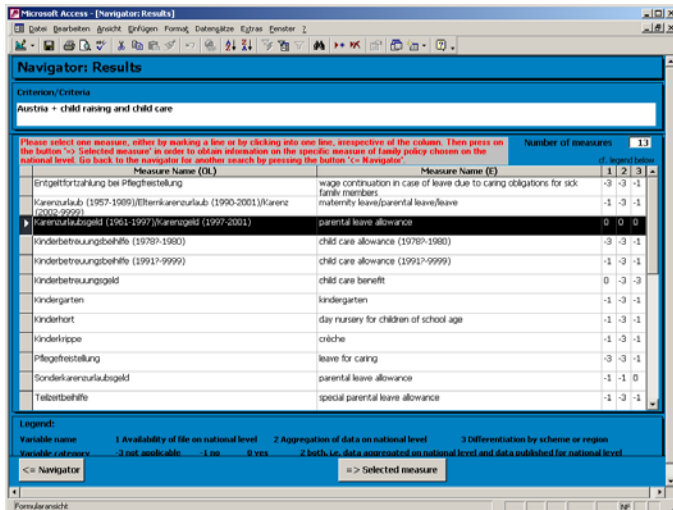 Microsoft Access - [Navigator: Results]
Datei Bearbeiten Ansicht Einfügen Format Datensätze Extras Fenster ?
Navigator: Results
Criterion/Criteria
Austria + child raising and child care
Please select one measure, either by marking a line or by clicking into one line, irrespective of the column. Then press on
the button '=> Selected measure' in order to obtain information on the specific measure of family policy chosen on the
national level. Go back to the navigator for another search by pressing the button '<= Navigator'.
Number of measures 13
cf. legend below
Measure Name (OL) Measure Name (E) 1 2 3
Entgeltfortzahlung bei Pflegfreistellung wage continuation in case of leave due to caring obligations for sick family members -3 -3 -1
Karenzurlaub (1957-1989)/Elternkarenzurlaub (1990-2001)/Karenz (2002-9999) maternity leave/parental leave/leave -1 -3 -1
Karenzurlaubsgeld (1961-1997)/Karenzgeld (1997-2001) parental leave allowance 0 0 0
Kinderbetreuungsbeihilfe (1978?-1980) child care allowance (1978?-1980) -3 -3 -1
Kinderbetreuungsbeihilfe (1991?-9999) child care allowance (1991?-9999) -1 -3 -1
Kinderbetreuungsgeld child care benefit 0 -3 -3
Kindergarten kindergarten -1 -3 -1
Kinderhort day nursery for children of school age -1 -3 -1
Kinderkrippe crèche -1 -3 -1
Pflegefreistellung leave for caring -3 -3 -1
Sonderkarenzurlaubsgeld parental leave allowance -1 -1 0
Teilzeitbeihilfe special parental leave allowance -1 -3 -1
Legend:
Variable name 1 Availability of file on national level 2 Aggregation of data on national level 3 Differentiation by scheme or region
Variable category -3 not applicable -1 no 0 yes 2 both, i.e. data aggregated on national level and data published for national level
<= Navigator => Selected measure
Formularansicht NF